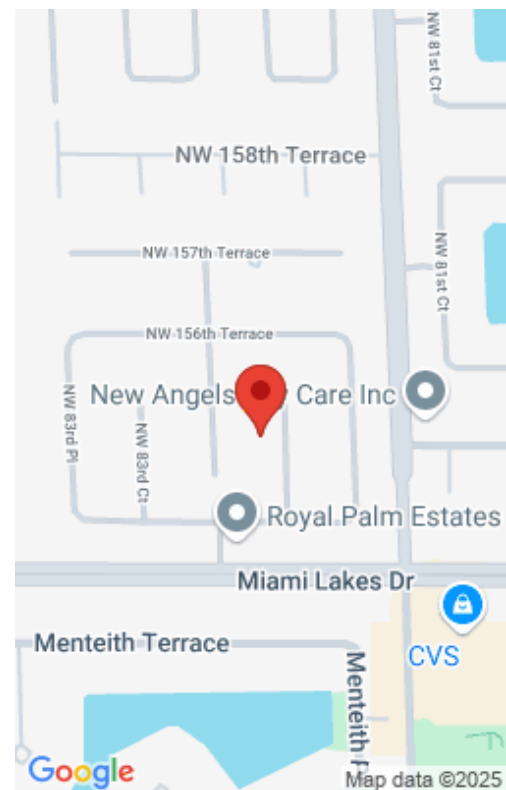 NW 81st Ct
NW 158th Terrace
NW 157th Terrace
NW 81st Ct
NW 156th Terrace
New Angels Care Inc
NW 83rd Pl
NW 83rd Ct
Royal Palm Estates
Miami Lakes Dr
Menteith Terrace
CVS
Menteith
Google
Map data ©2025